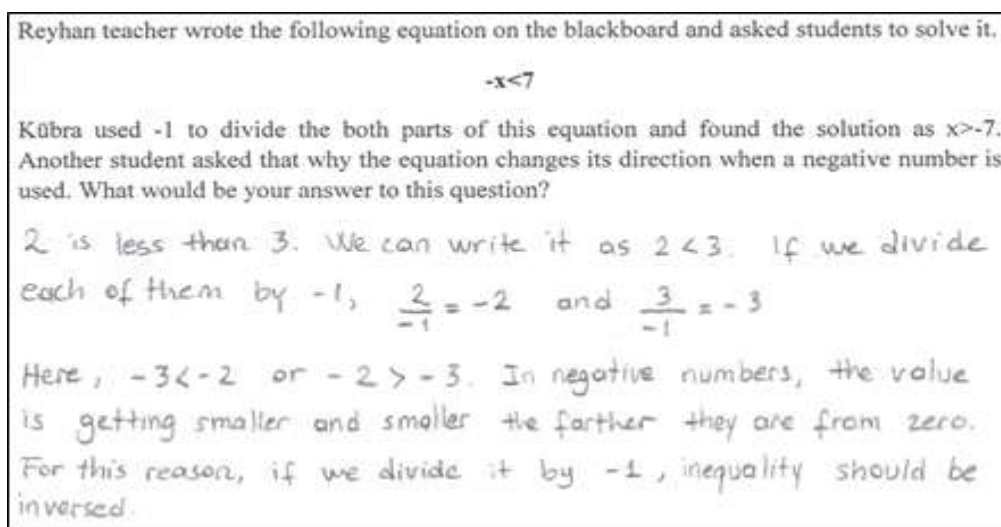 Reyhan teacher wrote the following equation on the blackboard and asked students to solve it.
-x<7
Kübra used -1 to divide the both parts of this equation and found the solution as x>-7.
Another student asked that why the equation changes its direction when a negative number is
used. What would be your answer to this question?
2 is less than 3. We can write it as 2<3. If we divide
each of them by -1, 2/-1 = -2 and 3/-1 = -3
Here, -3<-2 or -2>-3. In negative numbers, the value
is getting smaller and smaller the farther they are from zero.
For this reason, if we divide it by -1, inequality should be
inversed.